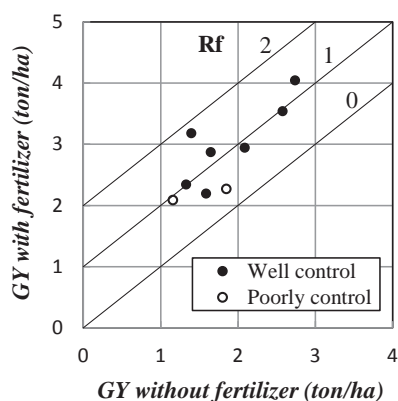 5
4
3
2
1
0
GY with fertilizer (ton/ha)
Rf
2
1
0
Well control
Poorly control
0 1 2 3 4
GY without fertilizer (ton/ha)